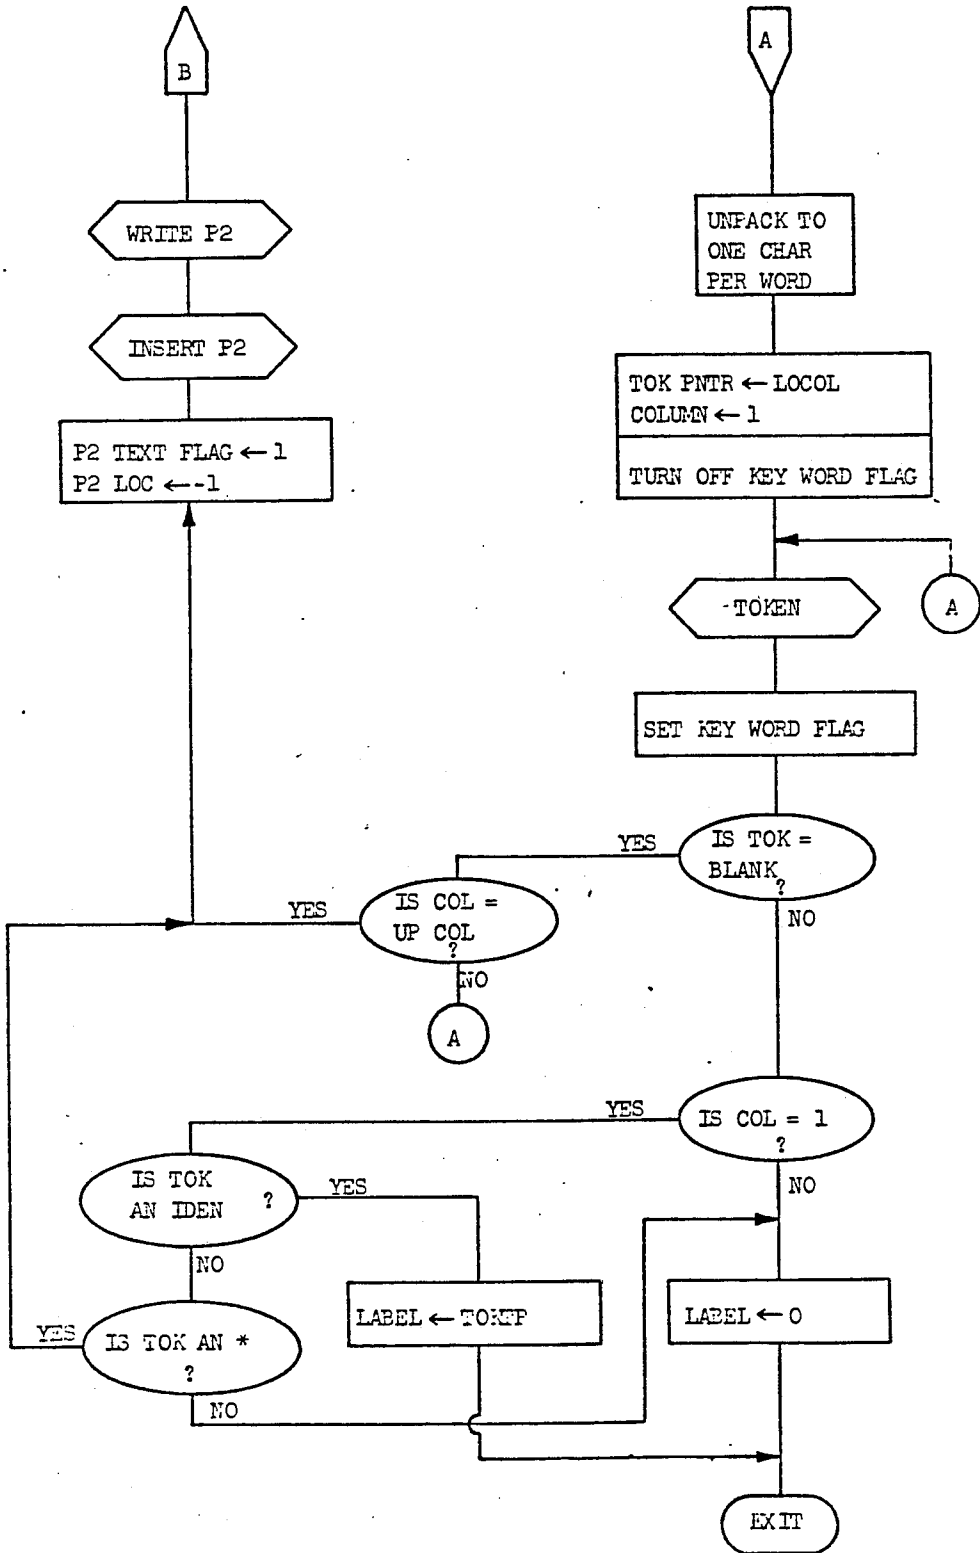 B
A
WRITE P2
UNPACK TO
ONE CHAR
PER WORD
INSERT P2
TOK PNTR ← LOCOL
COLUMN ← 1
TURN OFF KEY WORD FLAG
P2 TEXT FLAG ← 1
P2 LOC ← -1
A
TOKEN
SET KEY WORD FLAG
IS TOK =
BLANK
?
YES
NO
IS COL =
UP COL
?
YES
NO
A
IS COL = 1
?
YES
NO
IS TOK
AN IDEN ?
YES
NO
LABEL ← TOKTP
LABEL ← 0
IS TOK AN *
?
YES
NO
EXIT